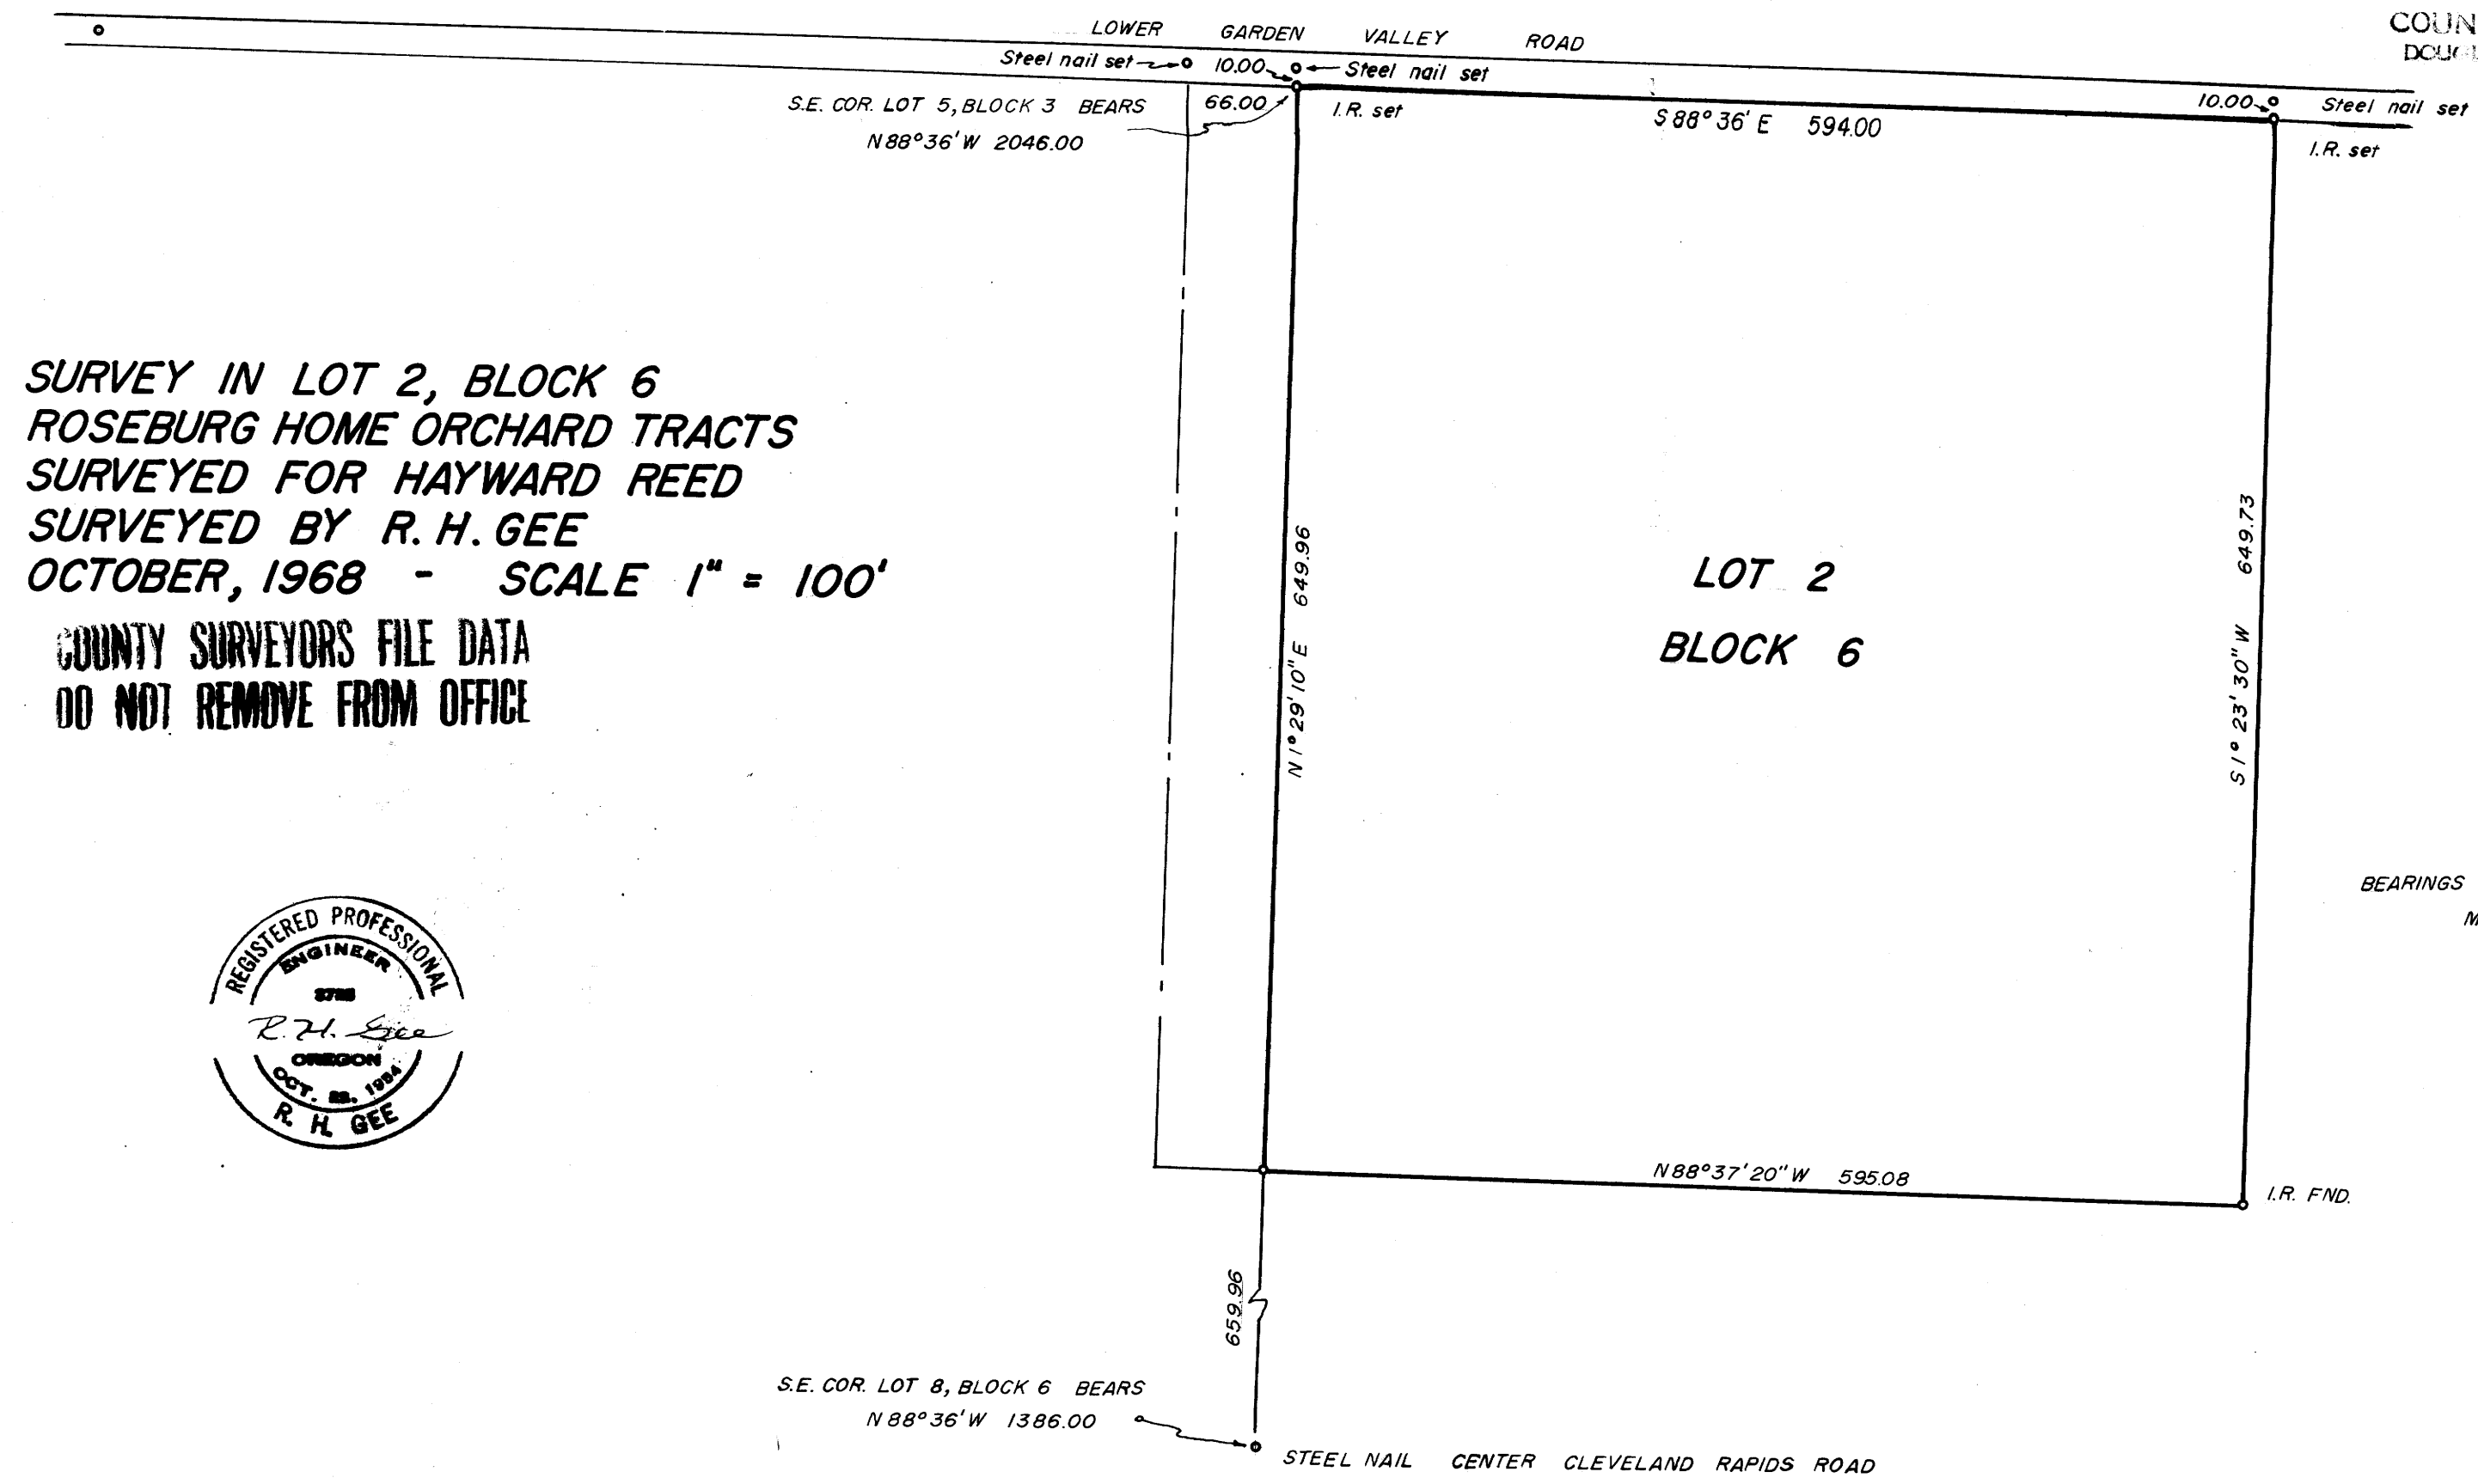 COUN
LOWER GARDEN VALLEY ROAD
Steel nail set 10.00 Steel nail set
S.E. COR. LOT 5, BLOCK 3 BEARS 66.00 I.R. set
N88°36'W 2046.00
S88°36'E 594.00
10.00 Steel nail set
I.R. set
SURVEY IN LOT 2, BLOCK 6
ROSEBURG HOME ORCHARD TRACTS
SURVEYED FOR HAYWARD REED
SURVEYED BY R. H. GEE
OCTOBER, 1968 - SCALE 1" = 100'
COUNTY SURVEYORS FILE DATA
DO NOT REMOVE FROM OFFICE
N 1° 29' 10" E 649.96
LOT 2
BLOCK 6
S 1° 23' 30" W 649.73
BEARINGS
M
REGISTERED PROFESSIONAL
ENGINEER
R. H. Gee
OREGON
OCT. 22, 1954
R. H. GEE
N88°37'20"W 595.08
I.R. FND.
659.96
S.E. COR. LOT 8, BLOCK 6 BEARS
N88°36'W 1386.00
STEEL NAIL CENTER CLEVELAND RAPIDS ROAD